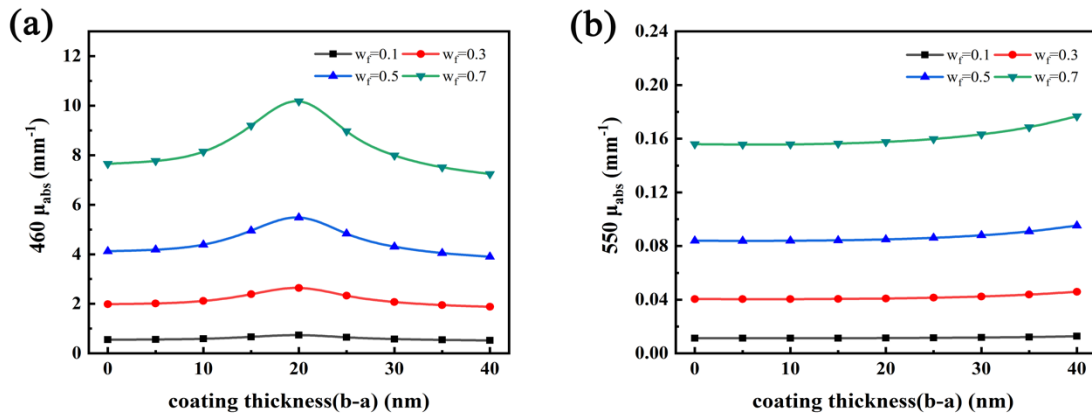 (a)
12
10
8
6
4
2
0
460 μabs (mm⁻¹)
wf=0.1 wf=0.3
wf=0.5 wf=0.7
0 10 20 30 40
coating thickness(b-a) (nm)
(b)
0.24
0.20
0.16
0.12
0.08
0.04
0.00
550 μabs (mm⁻¹)
wf=0.1 wf=0.3
wf=0.5 wf=0.7
0 10 20 30 40
coating thickness(b-a) (nm)